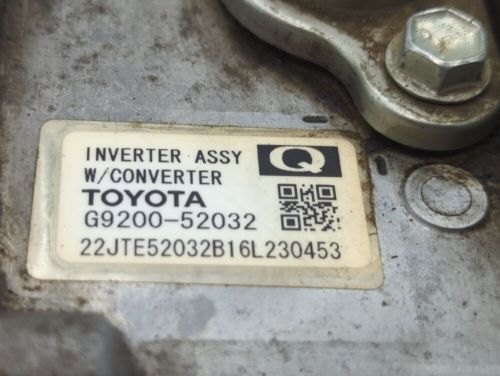 INVERTER ASSY
W/CONVERTER
Q
TOYOTA
G9200-52032
22JTE52032B16L230453